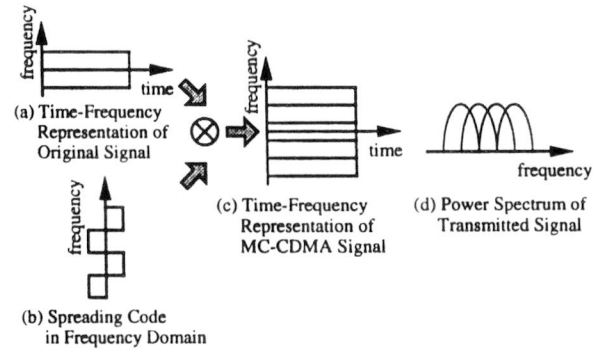 frequency
time
(a) Time-Frequency
Representation of
Original Signal
frequency
(b) Spreading Code
in Frequency Domain
frequency
time
(c) Time-Frequency
Representation of
MC-CDMA Signal
frequency
(d) Power Spectrum of
Transmitted Signal